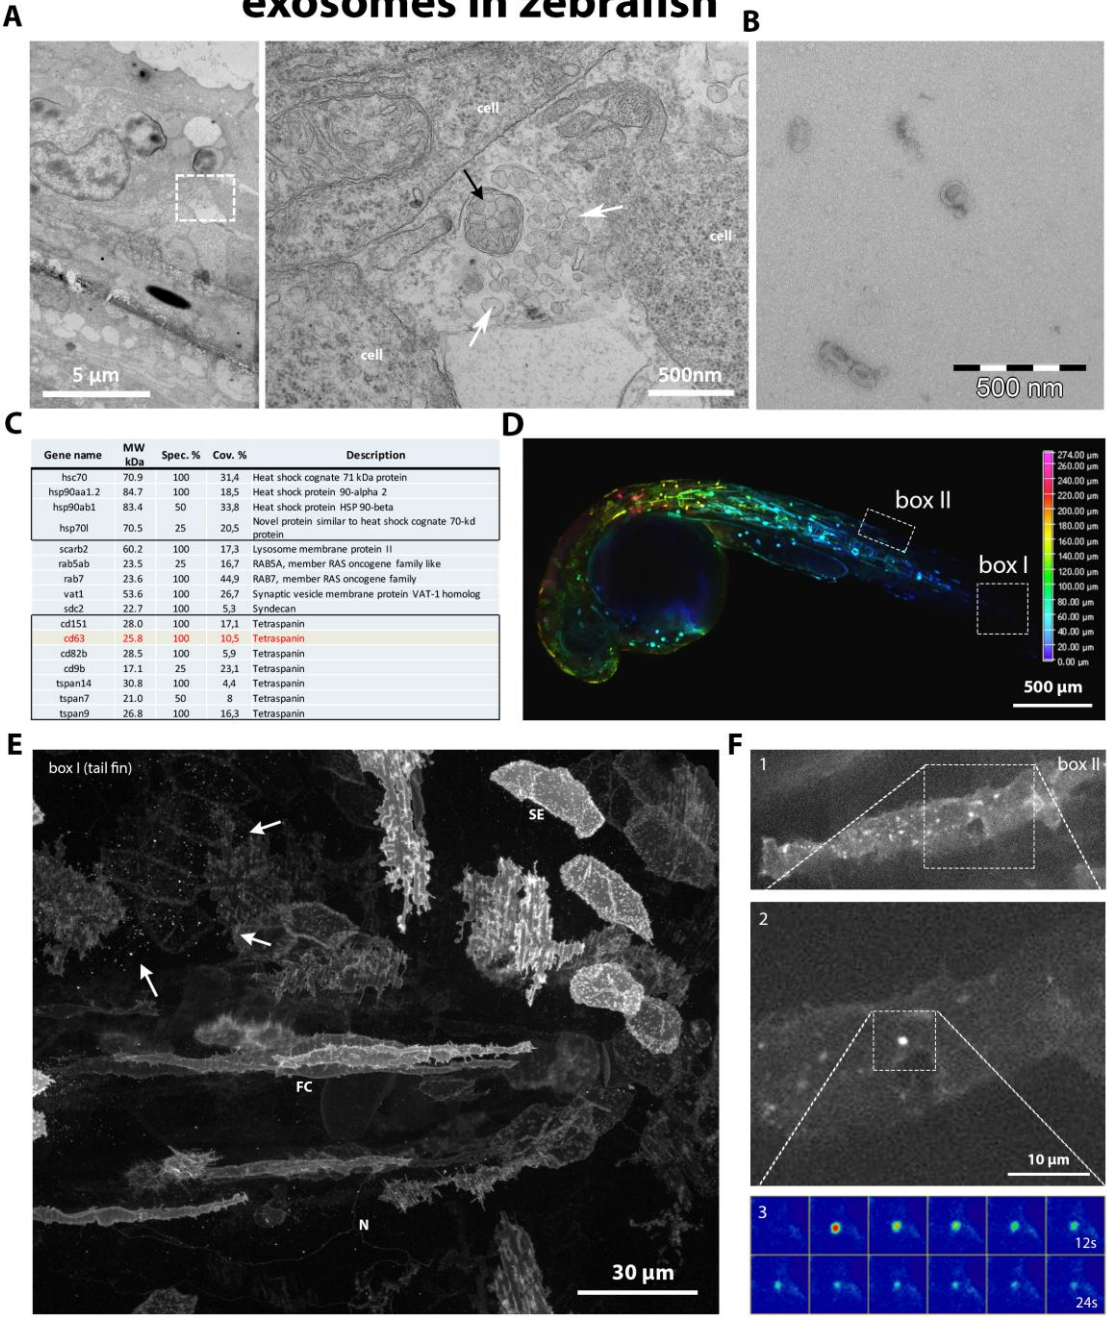 exosomes in zebrafish
A
B
cell
cell
cell
5 µm
500nm
500 nm
C
D
Gene name MW kDa Spec. % Cov. % Description
hsc70 70.9 100 31,4 Heat shock cognate 71 kDa protein
hsp90aa1.2 84.7 100 18,5 Heat shock protein 90-alpha 2
hsp90ab1 83.4 50 33,8 Heat shock protein HSP 90-beta
hsp70l 70.5 25 20,5 Novel protein similar to heat shock cognate 70-kd protein
scarb2 60.2 100 17,3 Lysosome membrane protein II
rab5ab 23.5 25 16,7 RAB5A, member RAS oncogene family like
rab7 23.6 100 44,9 RAB7, member RAS oncogene family
vat1 53.6 100 26,7 Synaptic vesicle membrane protein VAT-1 homolog
sdc2 22.7 100 5,3 Syndecan
cd151 28.0 100 17,1 Tetraspanin
cd63 25.8 100 10,5 Tetraspanin
cd82b 28.5 100 5,9 Tetraspanin
cd9b 17.1 25 23,1 Tetraspanin
tspan14 30.8 100 4,4 Tetraspanin
tspan7 21.0 50 8 Tetraspanin
tspan9 26.8 100 16,3 Tetraspanin
box II
box I
274.00 µm
260.00 µm
240.00 µm
220.00 µm
200.00 µm
180.00 µm
160.00 µm
140.00 µm
120.00 µm
100.00 µm
80.00 µm
60.00 µm
40.00 µm
20.00 µm
0.00 µm
500 µm
E
box I (tail fin)
SE
FC
N
30 µm
F
1
box II
2
10 µm
3
12s
24s